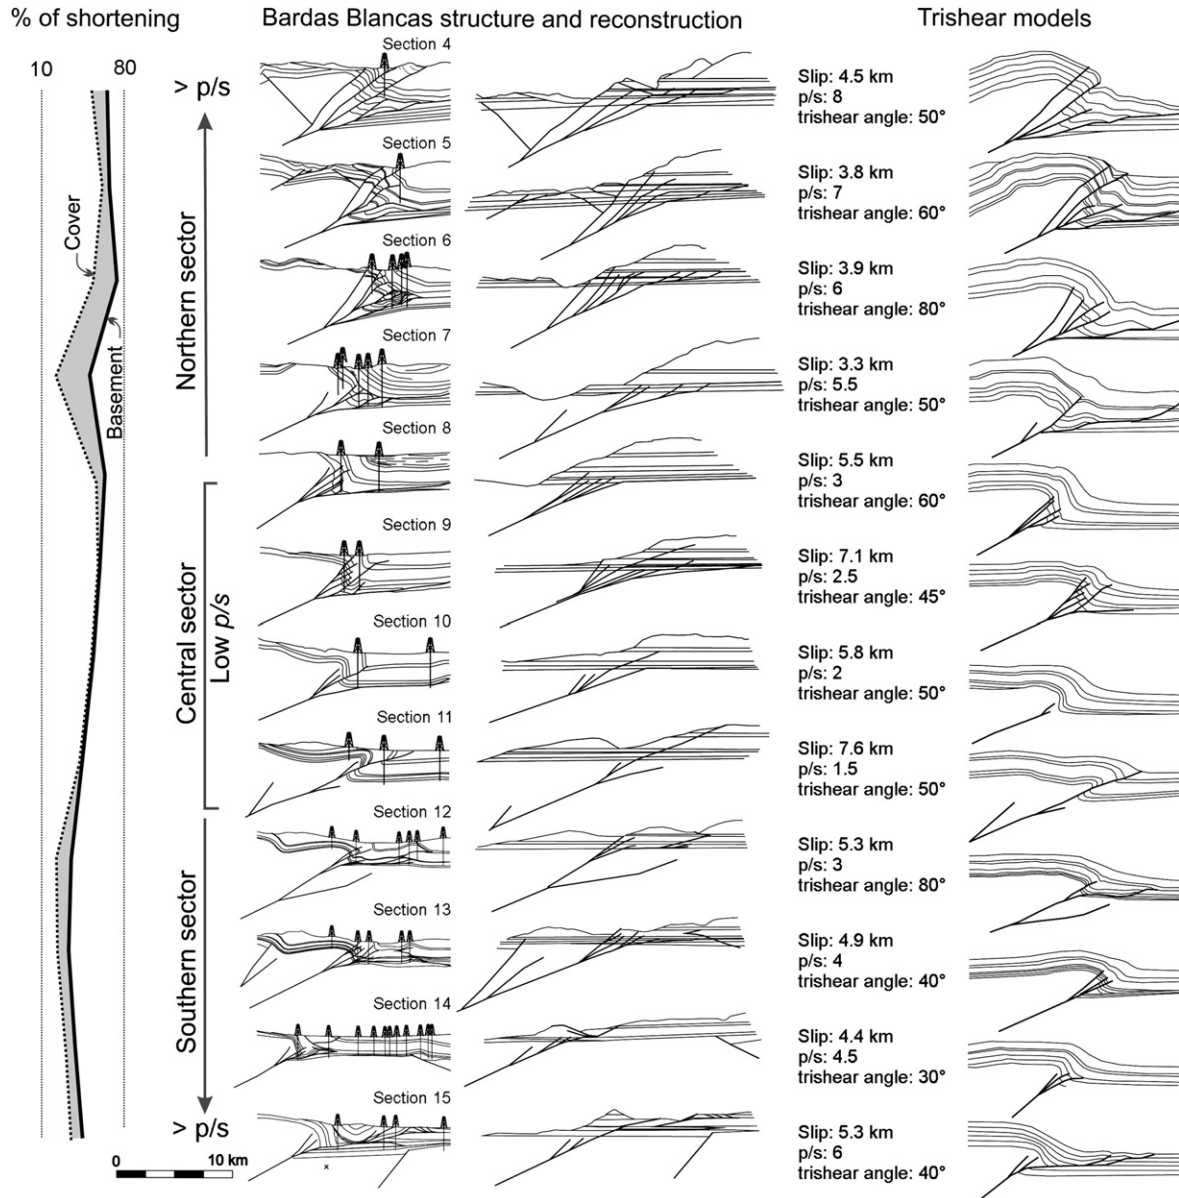 % of shortening
Bardas Blancas structure and reconstruction
Trishear models
10
80
> p/s
Cover
Basement
Northern sector
Central sector
Low p/s
Southern sector
> p/s
0
10 km
Section 4
Slip: 4.5 km
p/s: 8
trishear angle: 50°
Section 5
Slip: 3.8 km
p/s: 7
trishear angle: 60°
Section 6
Slip: 3.9 km
p/s: 6
trishear angle: 80°
Section 7
Slip: 3.3 km
p/s: 5.5
trishear angle: 50°
Section 8
Slip: 5.5 km
p/s: 3
trishear angle: 60°
Section 9
Slip: 7.1 km
p/s: 2.5
trishear angle: 45°
Section 10
Slip: 5.8 km
p/s: 2
trishear angle: 50°
Section 11
Slip: 7.6 km
p/s: 1.5
trishear angle: 50°
Section 12
Slip: 5.3 km
p/s: 3
trishear angle: 80°
Section 13
Slip: 4.9 km
p/s: 4
trishear angle: 40°
Section 14
Slip: 4.4 km
p/s: 4.5
trishear angle: 30°
Section 15
Slip: 5.3 km
p/s: 6
trishear angle: 40°